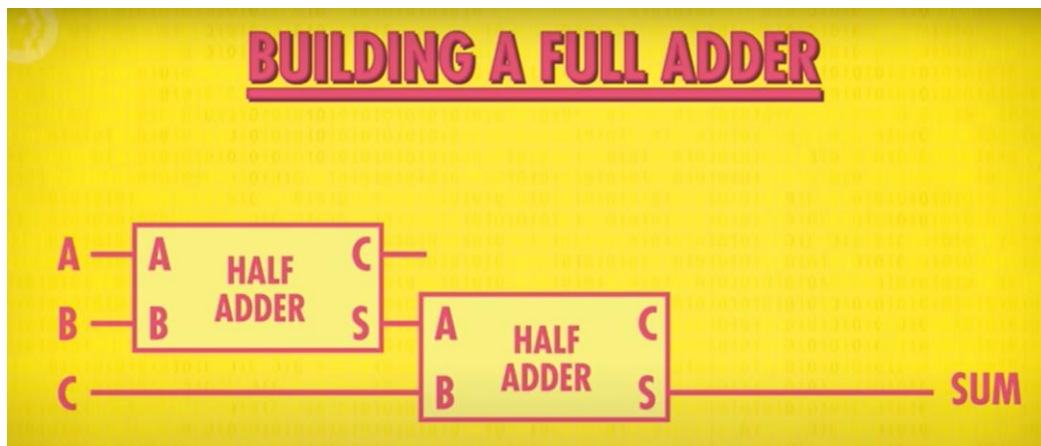 BUILDING A FULL ADDER
A A HALF ADDER C
B B S A HALF ADDER C
C B S SUM